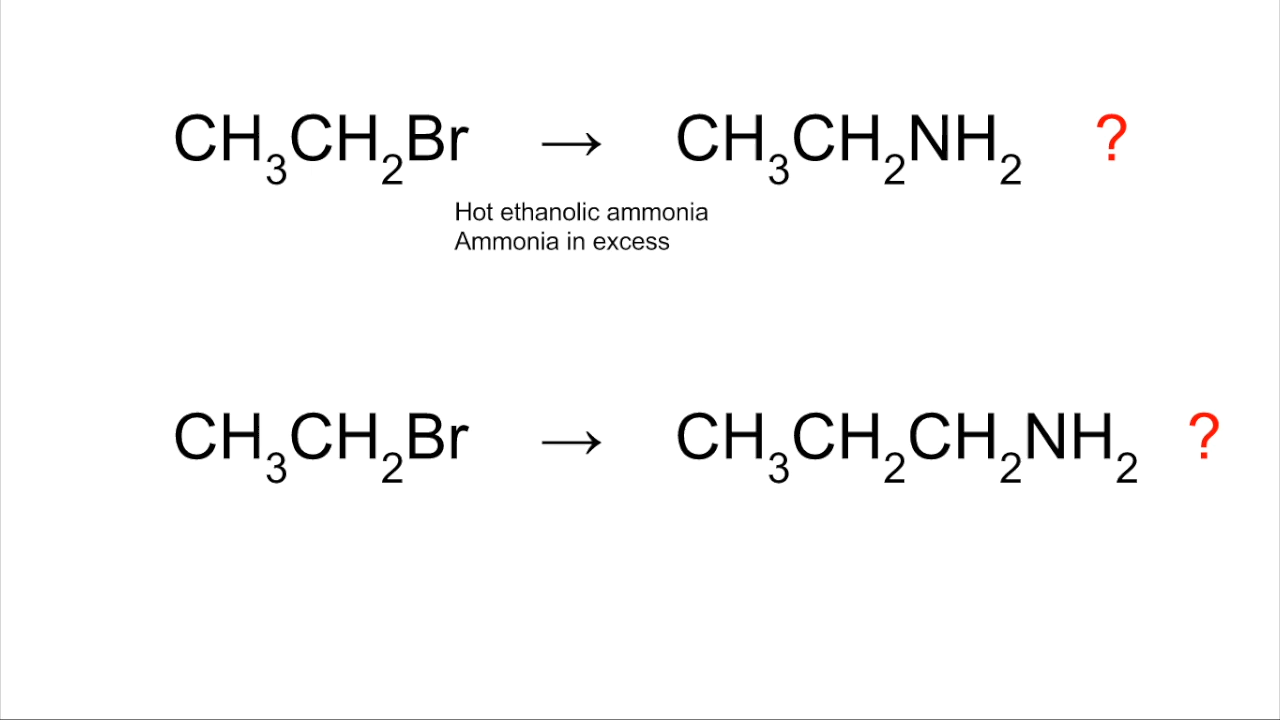 CH₃CH₂Br → CH₃CH₂NH₂ ?
Hot ethanolic ammonia
Ammonia in excess
CH₃CH₂Br → CH₃CH₂CH₂NH₂ ?